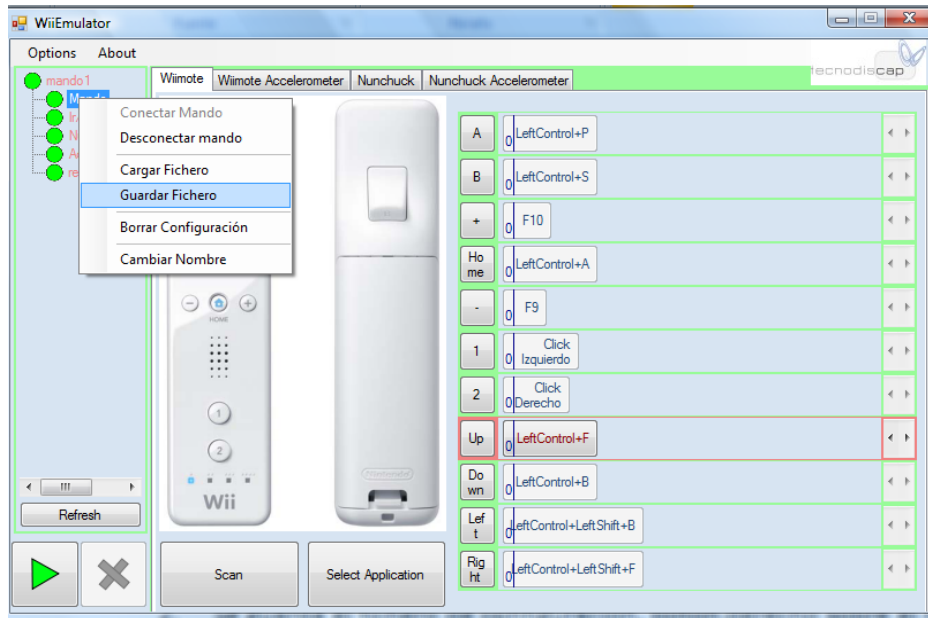 WiiEmulator
Options About
tecnodiscap
mando1
Mando
Conectar Mando
Desconectar mando
Cargar Fichero
Guardar Fichero
Borrar Configuración
Cambiar Nombre
Refresh
Wiimote Wiimote Accelerometer Nunchuck Nunchuck Accelerometer
HOME
1
2
Wii
Scan Select Application
A 0 LeftControl+P
B 0 LeftControl+S
+ 0 F10
Ho
me 0 LeftControl+A
- 0 F9
1 0 Click
Izquierdo
2 0 Click
Derecho
Up 0 LeftControl+F
Do
wn 0 LeftControl+B
Lef
t 0 LeftControl+LeftShift+B
Rig
ht 0 LeftControl+LeftShift+F